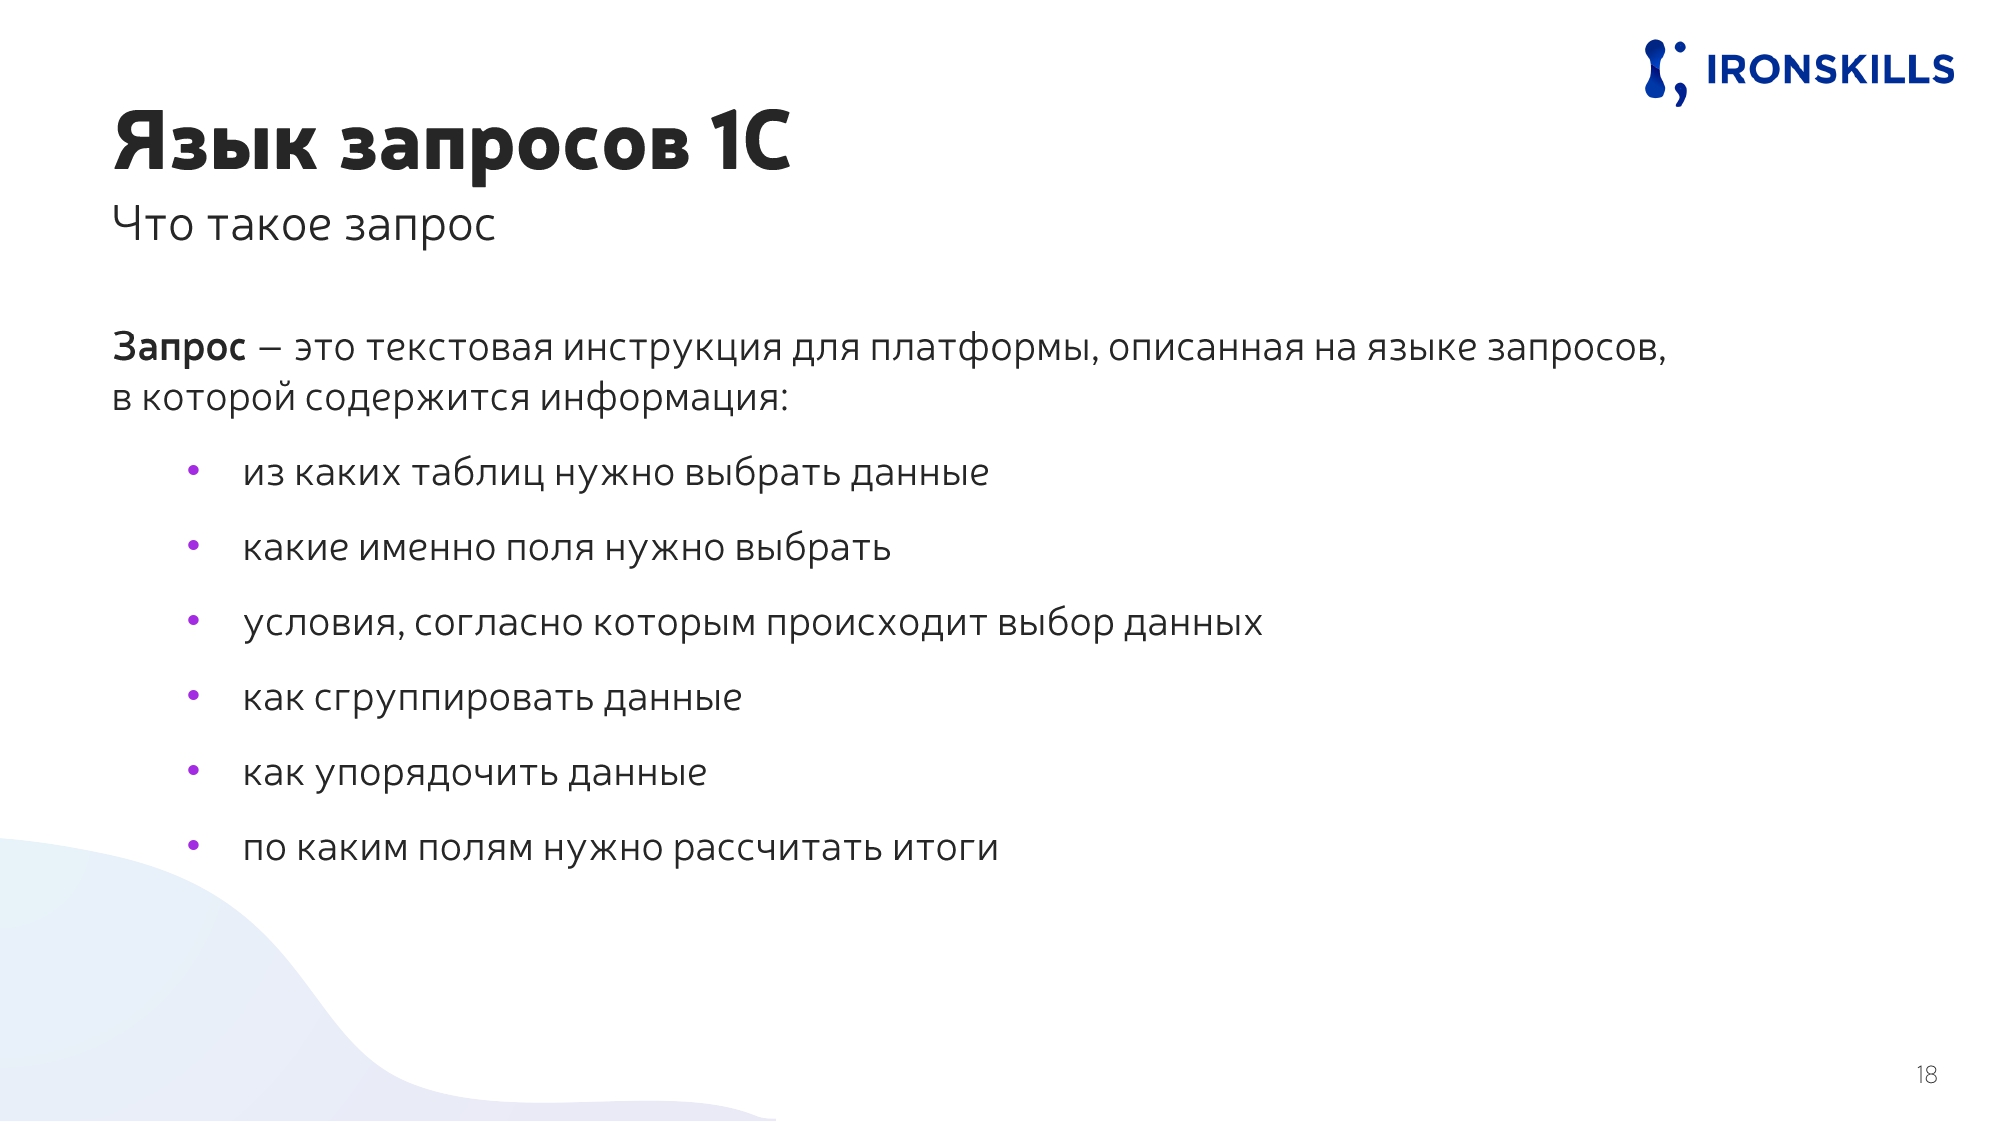 IRONSKILLS
Язык запросов 1С
Что такое запрос
Запрос – это текстовая инструкция для платформы, описанная на языке запросов,
в которой содержится информация:
• из каких таблиц нужно выбрать данные
• какие именно поля нужно выбрать
• условия, согласно которым происходит выбор данных
• как сгруппировать данные
• как упорядочить данные
• по каким полям нужно рассчитать итоги
18